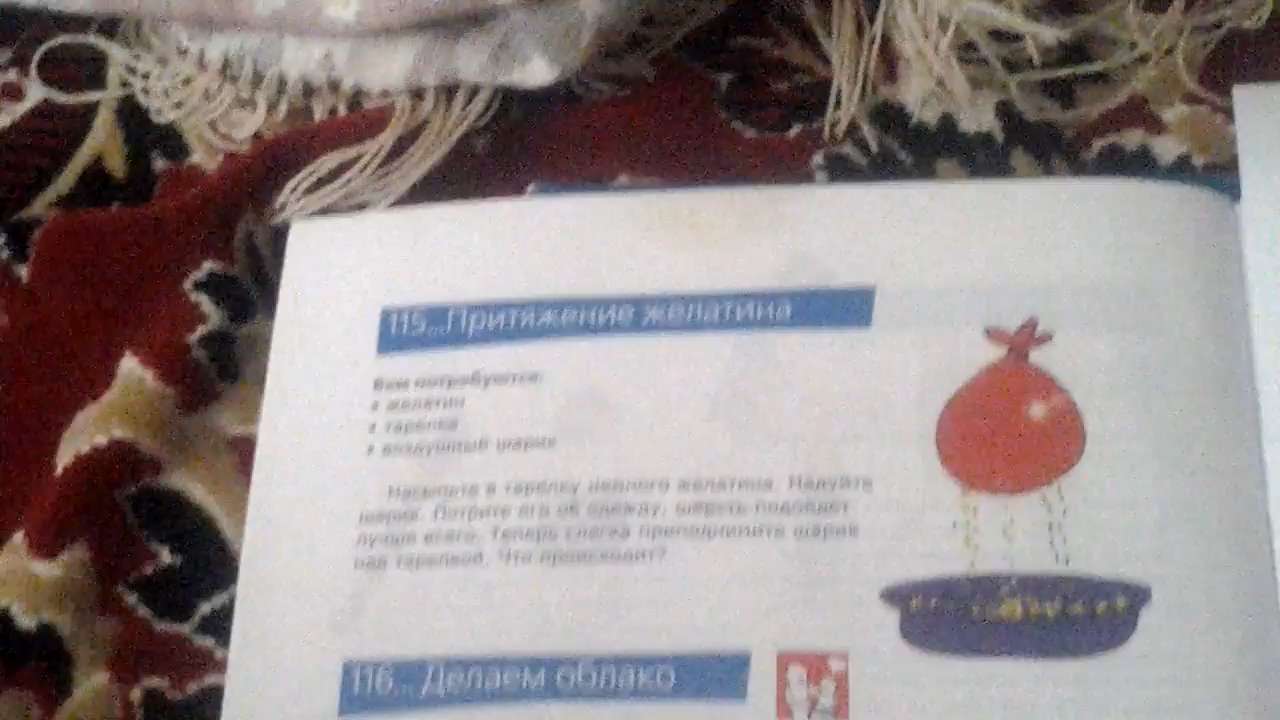 115... Притяжение желатина
Вам потребуются:
желатин
тарелка
воздушный шарик
Насыпьте в тарелку немного желатина. Надуйте
шарик. Потрите его об одежду, шерсть подойдет
лучше всего. Теперь слегка приподнимите шарик
над тарелкой. Что происходит?
116... Делаем облако